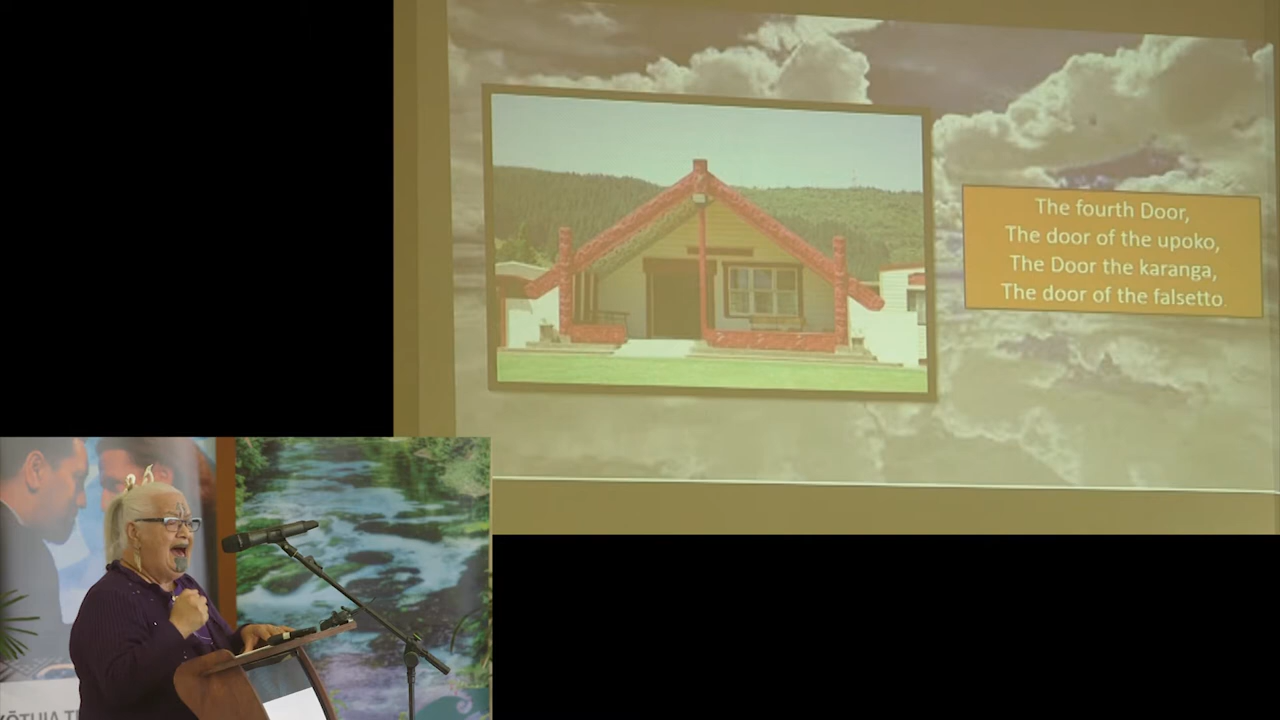 The fourth Door,
The door of the upoko,
The Door the karanga,
The door of the falsetto.